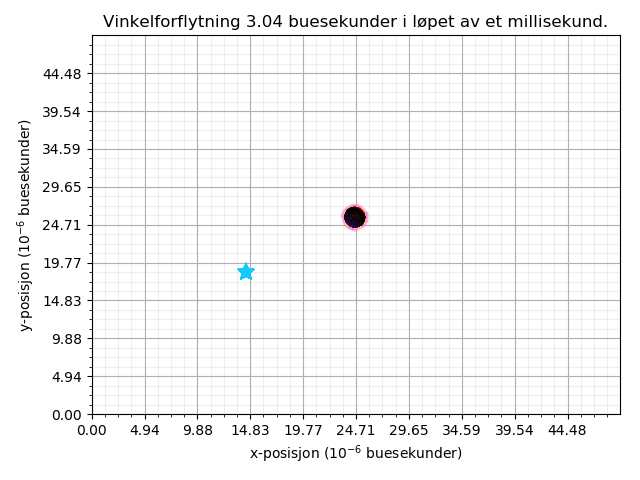 Vinkelforflytning 3.04 buesekunder i løpet av et millisekund.
44.48
39.54
34.59
29.65
24.71
19.77
14.83
9.88
4.94
0.00
y-posisjon (10⁻⁶ buesekunder)
0.00 4.94 9.88 14.83 19.77 24.71 29.65 34.59 39.54 44.48
x-posisjon (10⁻⁶ buesekunder)